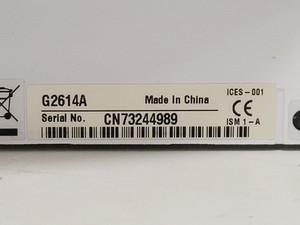 G2614A Made In China ICES-001
CE
Serial No. CN73244989 ISM 1-A